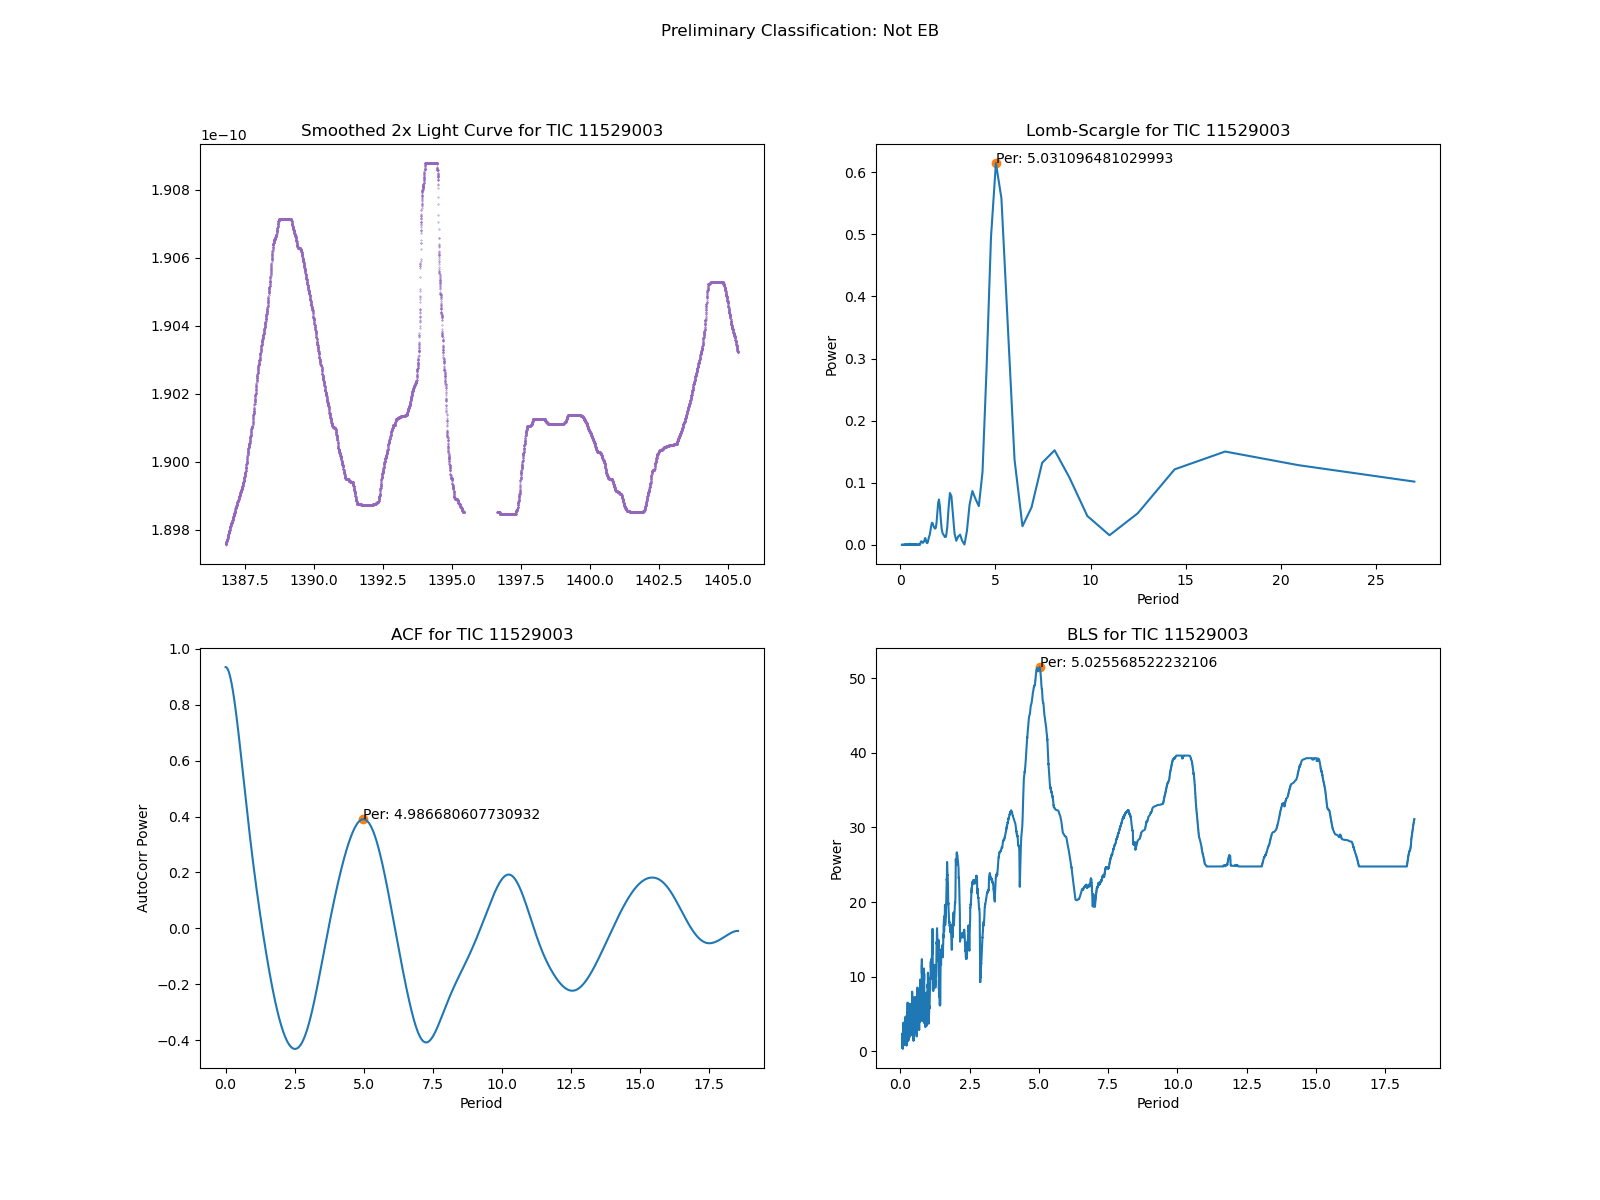 Preliminary Classification: Not EB
Smoothed 2x Light Curve for TIC 11529003
1e−10
1.908
1.906
1.904
1.902
1.900
1.898
1387.5 1390.0 1392.5 1395.0 1397.5 1400.0 1402.5 1405.0
Lomb-Scargle for TIC 11529003
Per: 5.031096481029993
Power
0.6
0.5
0.4
0.3
0.2
0.1
0.0
0 5 10 15 20 25
Period
ACF for TIC 11529003
Per: 4.986680607730932
AutoCorr Power
1.0
0.8
0.6
0.4
0.2
0.0
−0.2
−0.4
0.0 2.5 5.0 7.5 10.0 12.5 15.0 17.5
Period
BLS for TIC 11529003
Per: 5.025568522232106
Power
50
40
30
20
10
0
0.0 2.5 5.0 7.5 10.0 12.5 15.0 17.5
Period